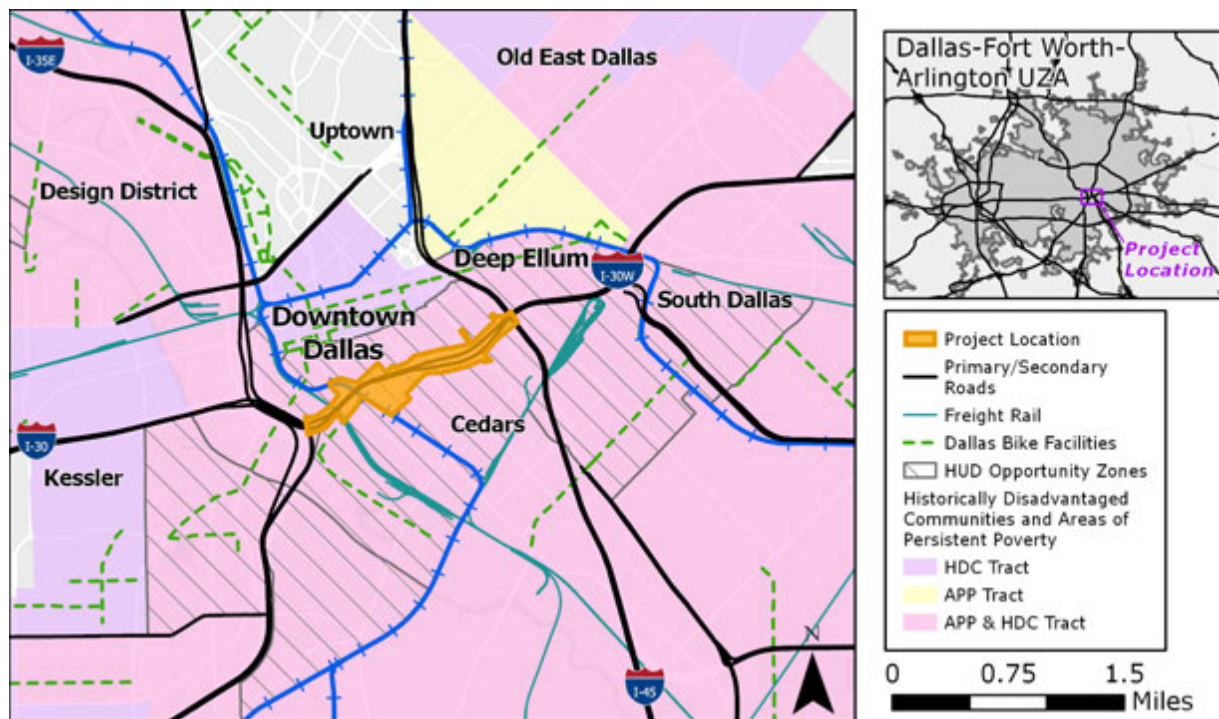 I-35E
Old East Dallas
Uptown
Design District
Deep Ellum
I-30W
South Dallas
Downtown
Dallas
Cedars
I-30
Kessler
I-45
N
Dallas-Fort Worth-
Arlington UZA
Project
Location
Project Location
Primary/Secondary
Roads
Freight Rail
Dallas Bike Facilities
HUD Opportunity Zones
Historically Disadvantaged
Communities and Areas of
Persistent Poverty
HDC Tract
APP Tract
APP & HDC Tract
0 0.75 1.5
Miles